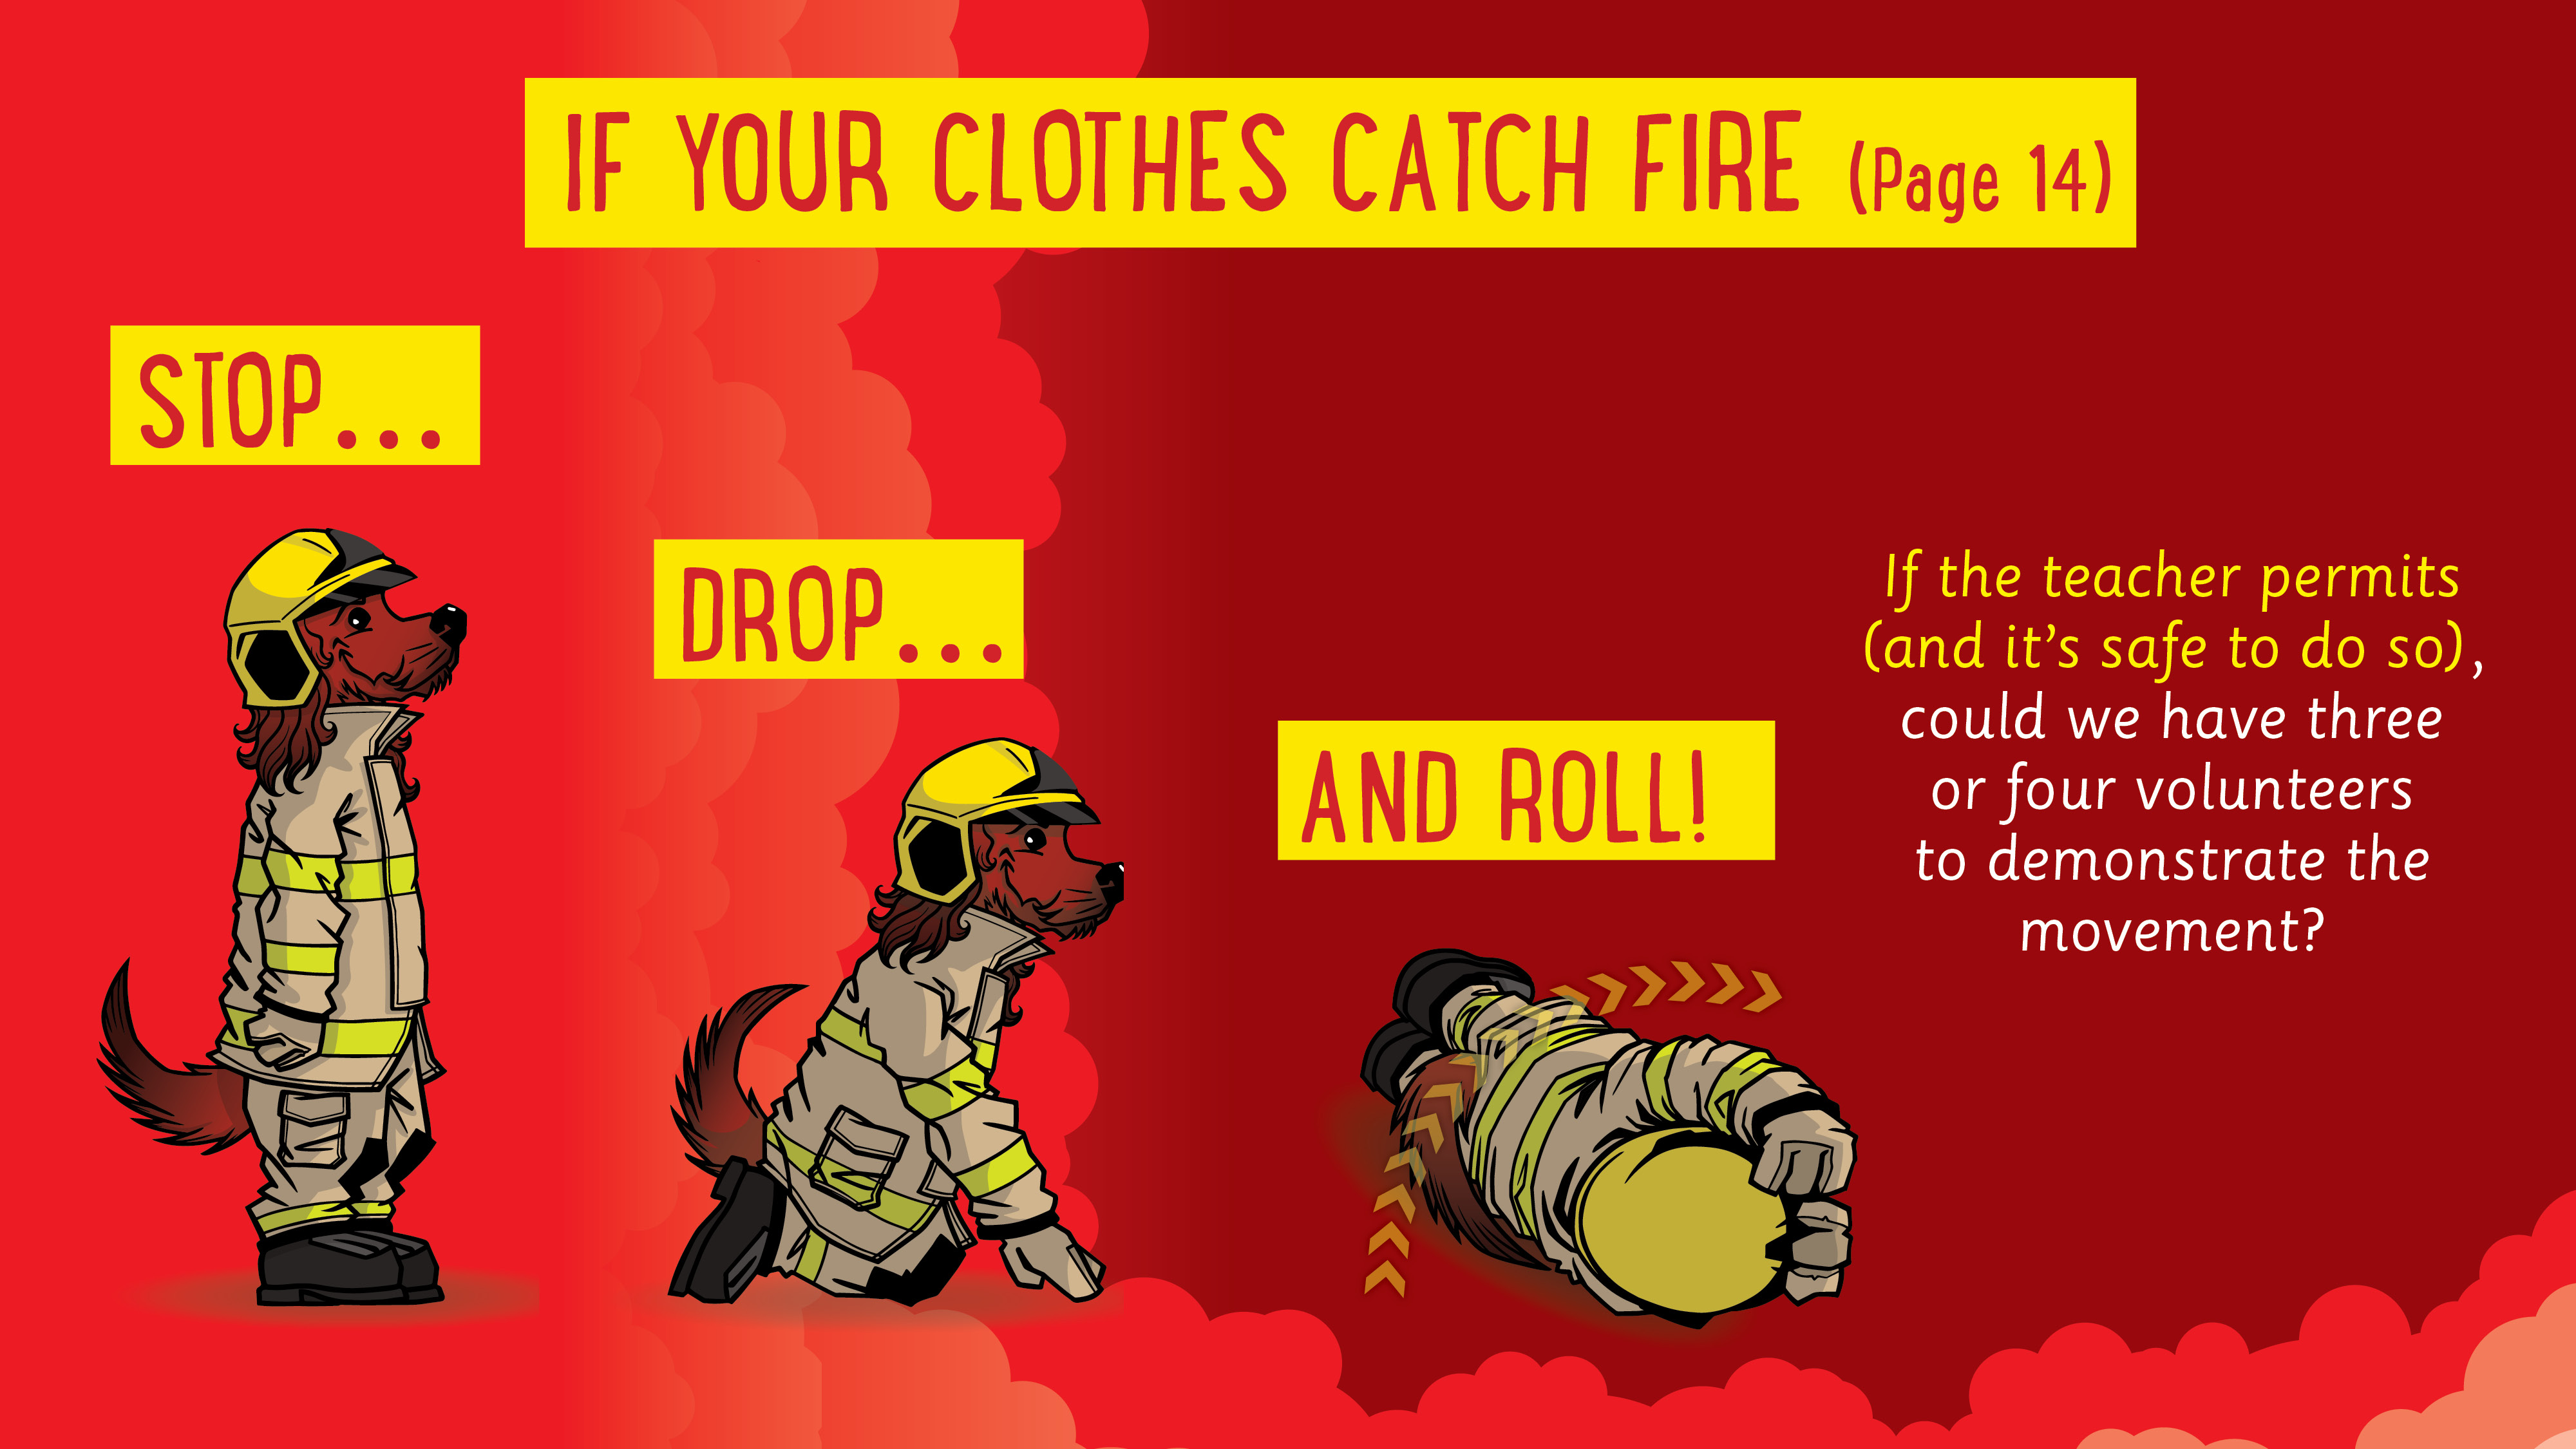 IF YOUR CLOTHES CATCH FIRE (Page 14)
STOP...
DROP...
AND ROLL!
If the teacher permits
(and it's safe to do so),
could we have three
or four volunteers
to demonstrate the
movement?